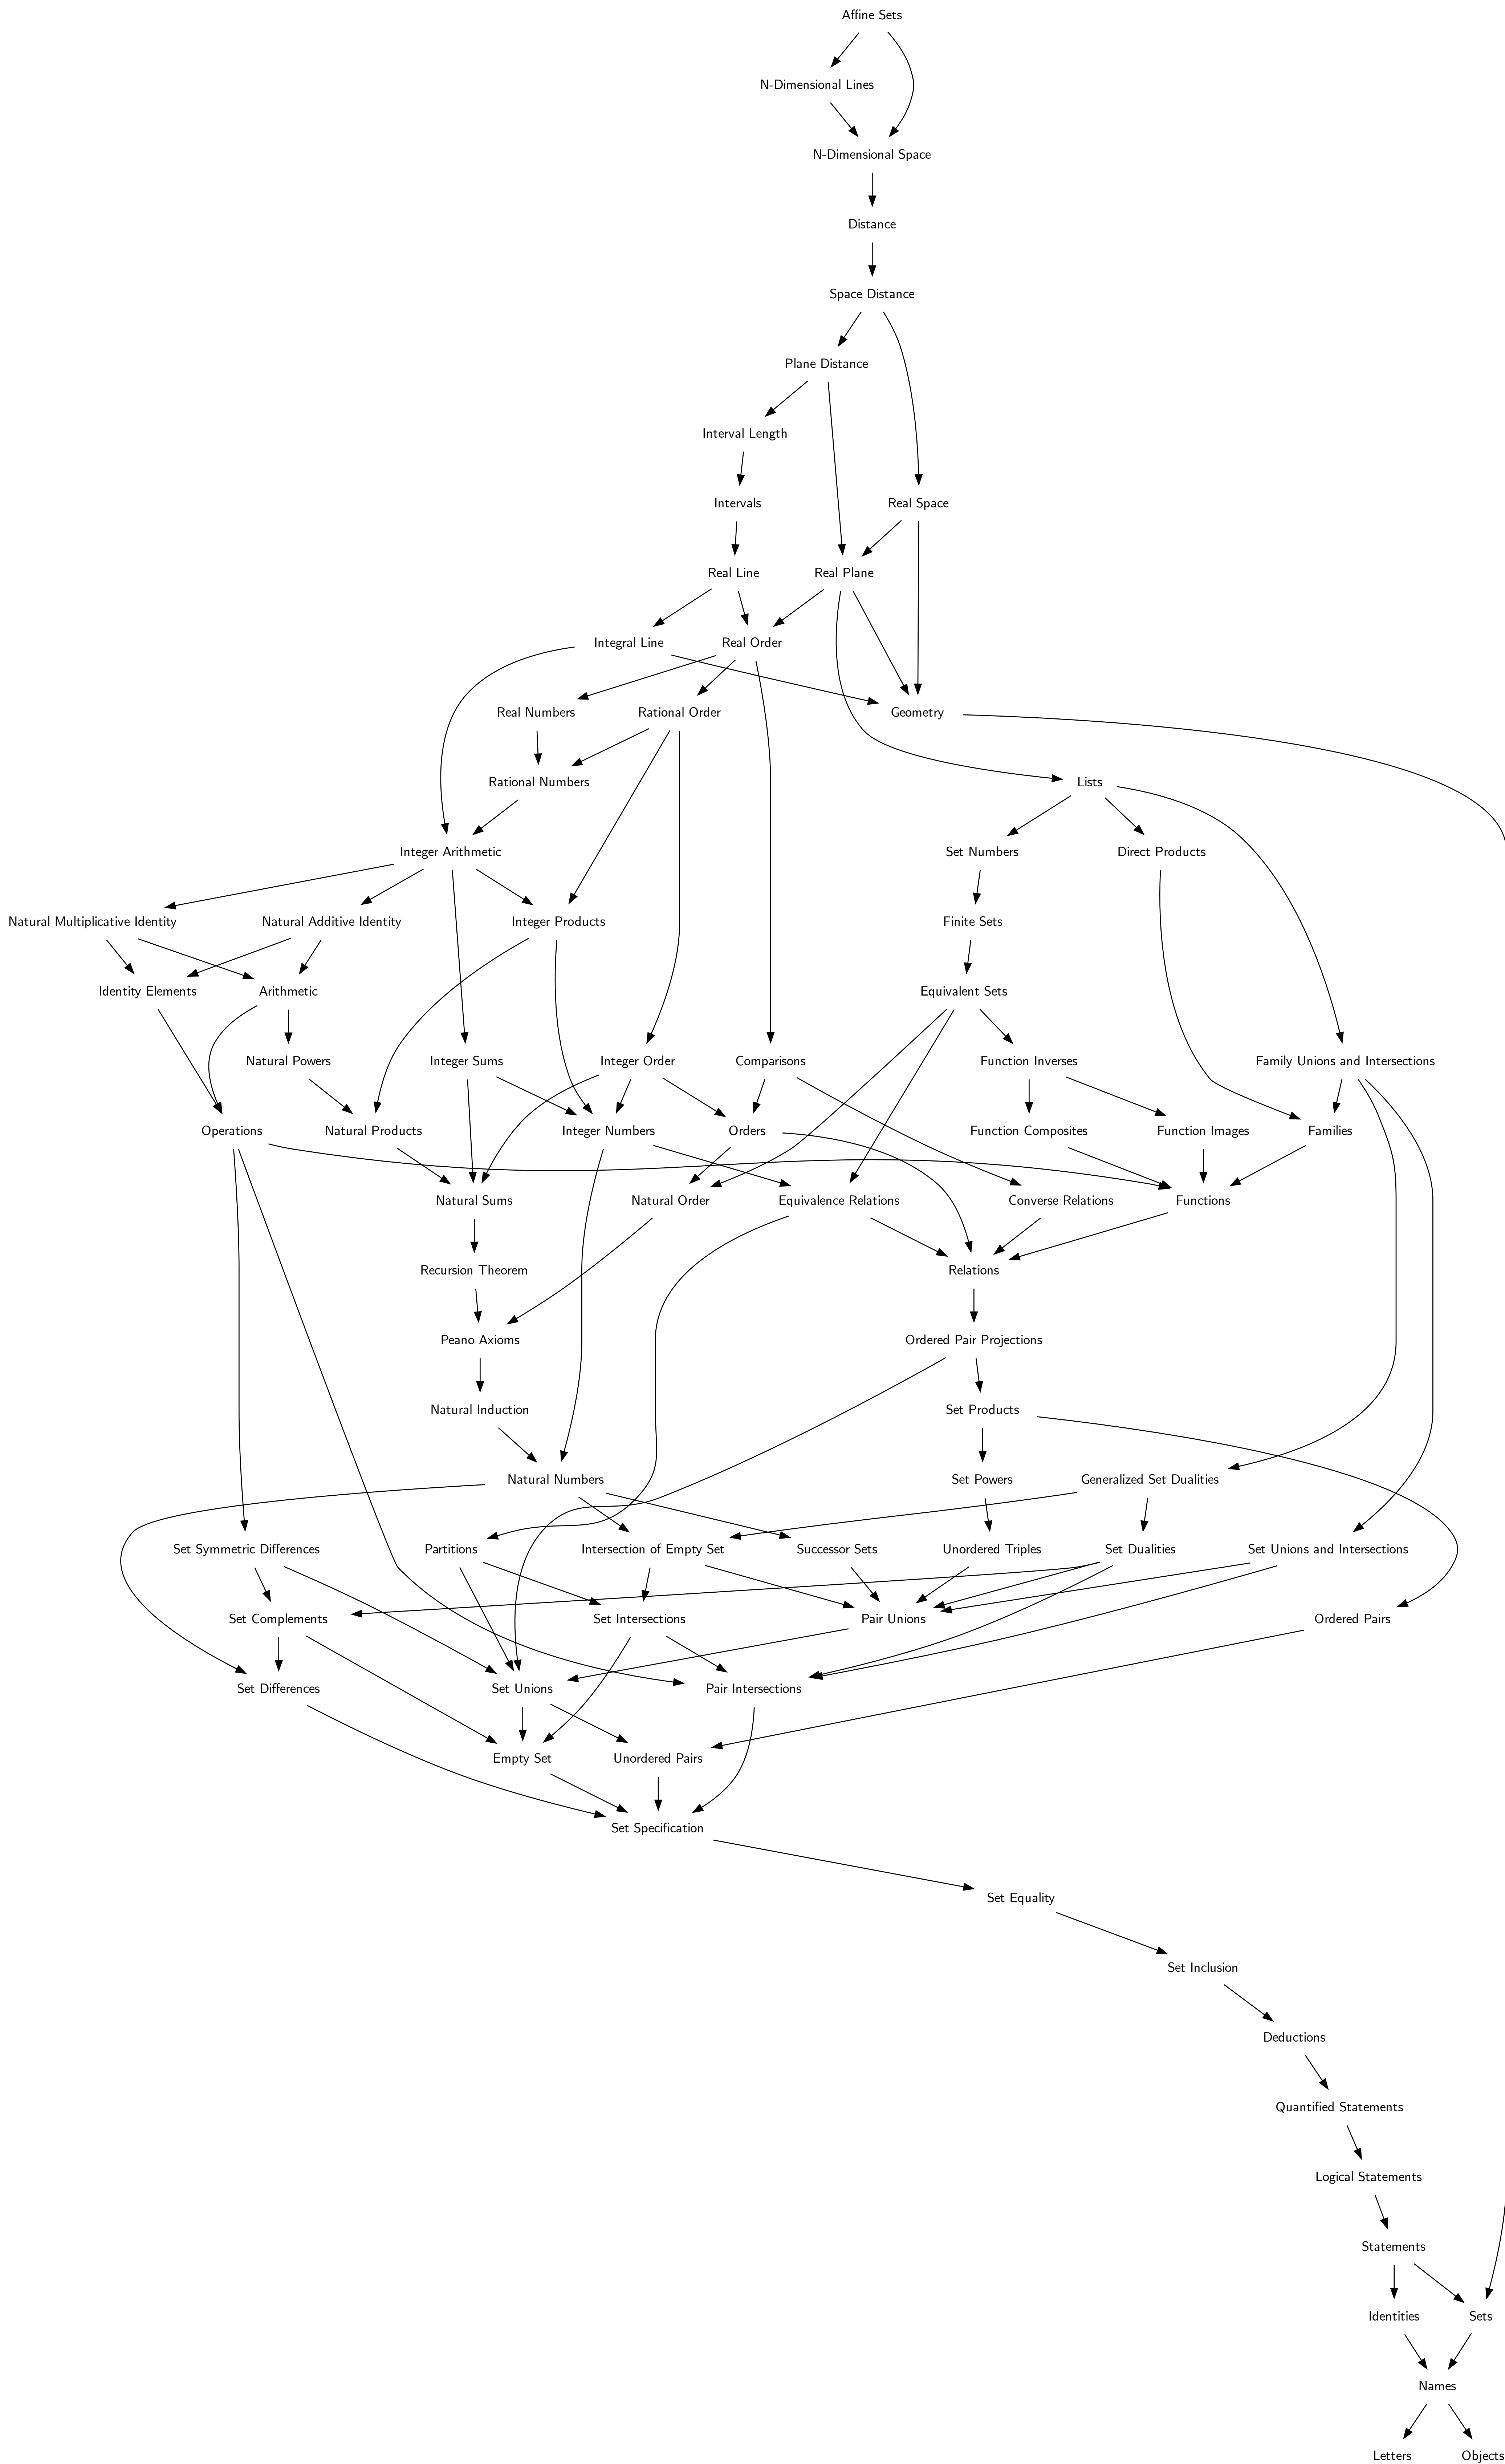 Affine Sets
N-Dimensional Lines
N-Dimensional Space
Distance
Space Distance
Plane Distance
Interval Length
Intervals
Real Space
Real Line
Real Plane
Integral Line
Real Order
Real Numbers
Rational Order
Geometry
Rational Numbers
Lists
Integer Arithmetic
Set Numbers
Direct Products
Natural Multiplicative Identity
Natural Additive Identity
Integer Products
Finite Sets
Identity Elements
Arithmetic
Equivalent Sets
Natural Powers
Integer Sums
Integer Order
Comparisons
Function Inverses
Family Unions and Intersections
Operations
Natural Products
Integer Numbers
Orders
Function Composites
Function Images
Families
Natural Sums
Natural Order
Equivalence Relations
Converse Relations
Functions
Recursion Theorem
Relations
Peano Axioms
Ordered Pair Projections
Natural Induction
Set Products
Natural Numbers
Set Powers
Generalized Set Dualities
Set Symmetric Differences
Partitions
Intersection of Empty Set
Successor Sets
Unordered Triples
Set Dualities
Set Unions and Intersections
Set Complements
Set Intersections
Pair Unions
Ordered Pairs
Set Differences
Set Unions
Pair Intersections
Empty Set
Unordered Pairs
Set Specification
Set Equality
Set Inclusion
Deductions
Quantified Statements
Logical Statements
Statements
Identities
Sets
Names
Letters
Objects